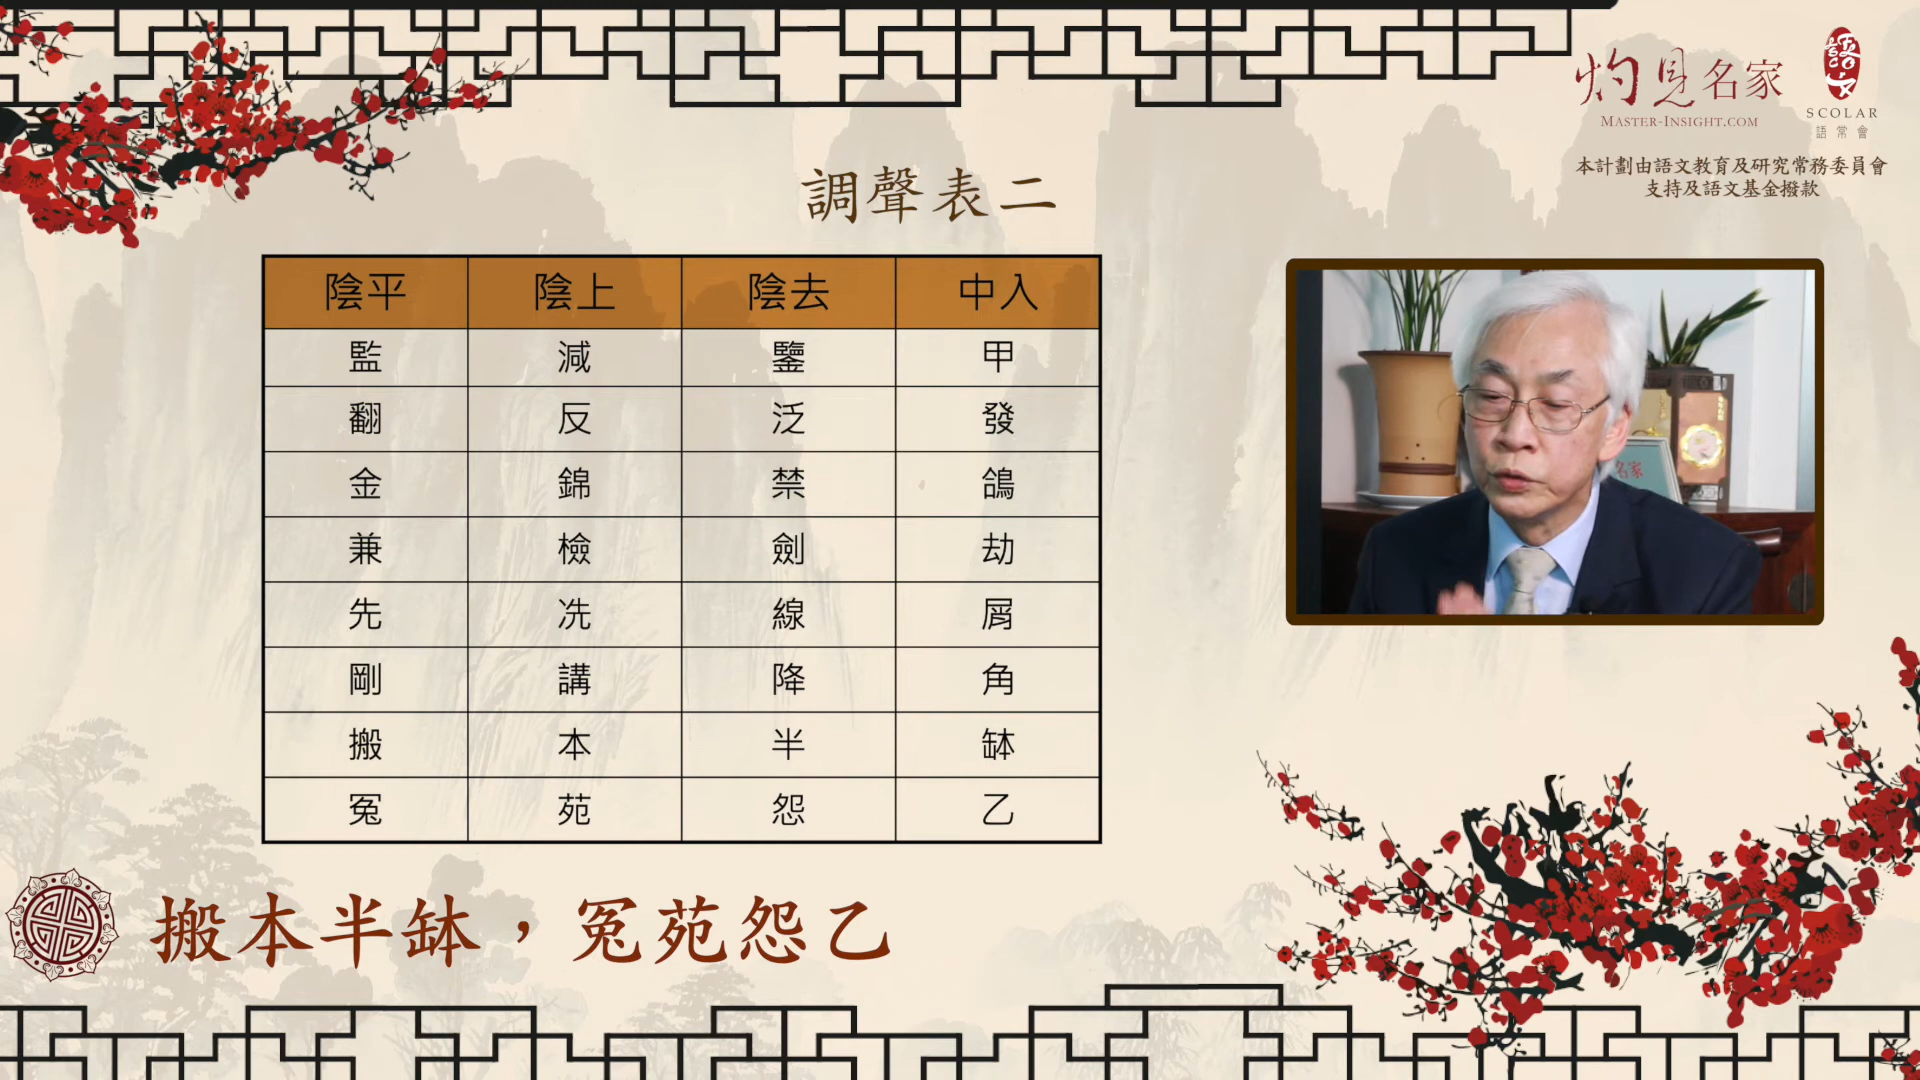 灼見名家
MASTER-INSIGHT.COM
語文
SCOLAR
語常會
本計劃由語文教育及研究常務委員會
支持及語文基金撥款
調聲表二
陰平 陰上 陰去 中入
監 減 鑒 甲
翻 反 泛 發
金 錦 禁 鴿
兼 檢 劍 劫
先 冼 線 屑
剛 講 降 角
搬 本 半 缽
冤 苑 怨 乙
名家
搬本半缽，冤苑怨乙